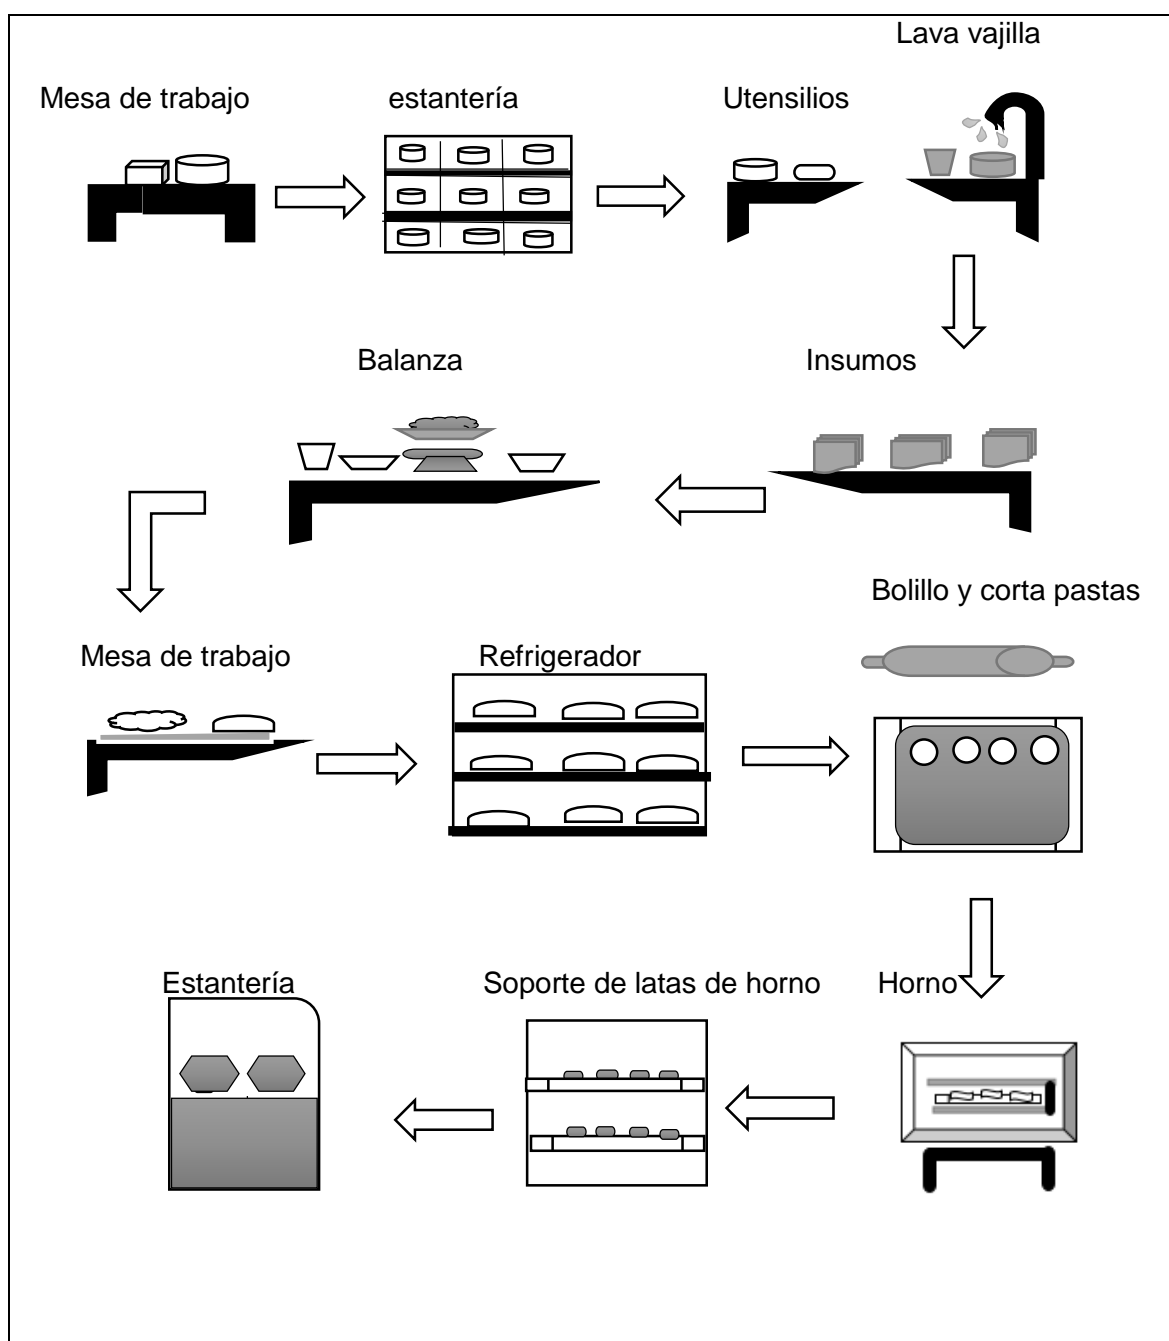 Lava vajilla
Mesa de trabajo
estantería
Utensilios
Balanza
Insumos
Bolillo y corta pastas
Mesa de trabajo
Refrigerador
Estantería
Soporte de latas de horno
Horno